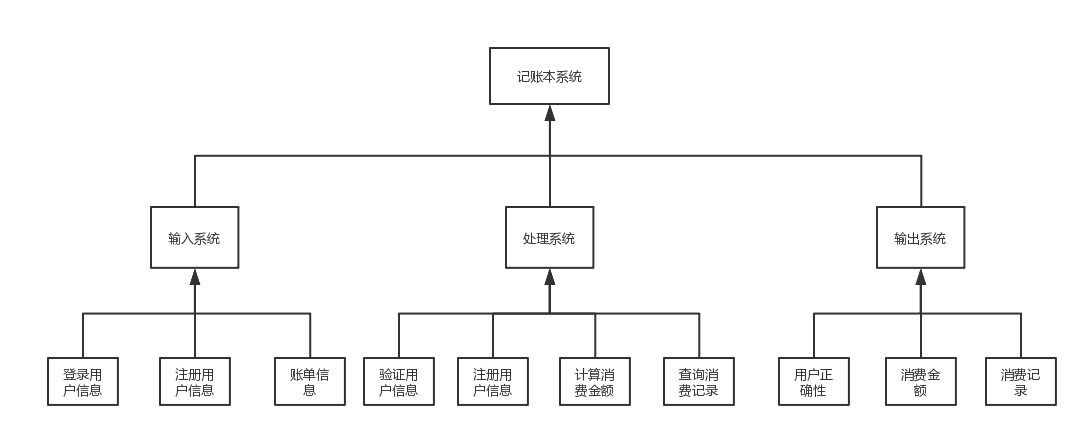 记账本系统
输入系统
处理系统
输出系统
登录用
户信息
注册用
户信息
账单信
息
验证用
户信息
注册用
户信息
计算消
费金额
查询消
费记录
用户正
确性
消费金
额
消费记
录